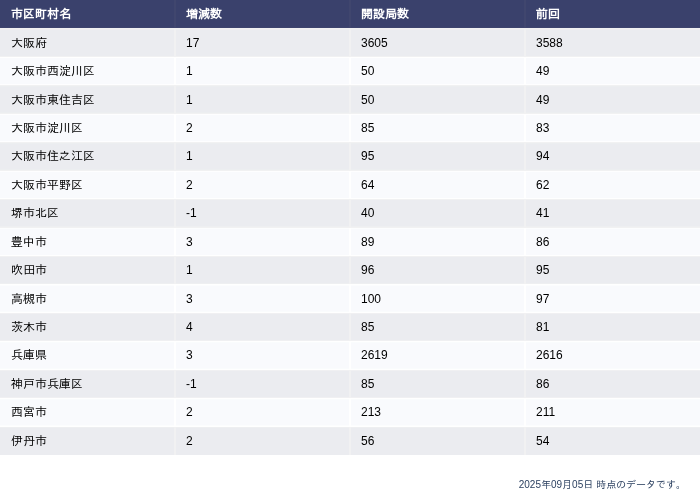 市区町村名 増減数 開設局数 前回
大阪府 17 3605 3588
大阪市西淀川区 1 50 49
大阪市東住吉区 1 50 49
大阪市淀川区 2 85 83
大阪市住之江区 1 95 94
大阪市平野区 2 64 62
堺市北区 -1 40 41
豊中市 3 89 86
吹田市 1 96 95
高槻市 3 100 97
茨木市 4 85 81
兵庫県 3 2619 2616
神戸市兵庫区 -1 85 86
西宮市 2 213 211
伊丹市 2 56 54
2025年09月05日 時点のデータです。